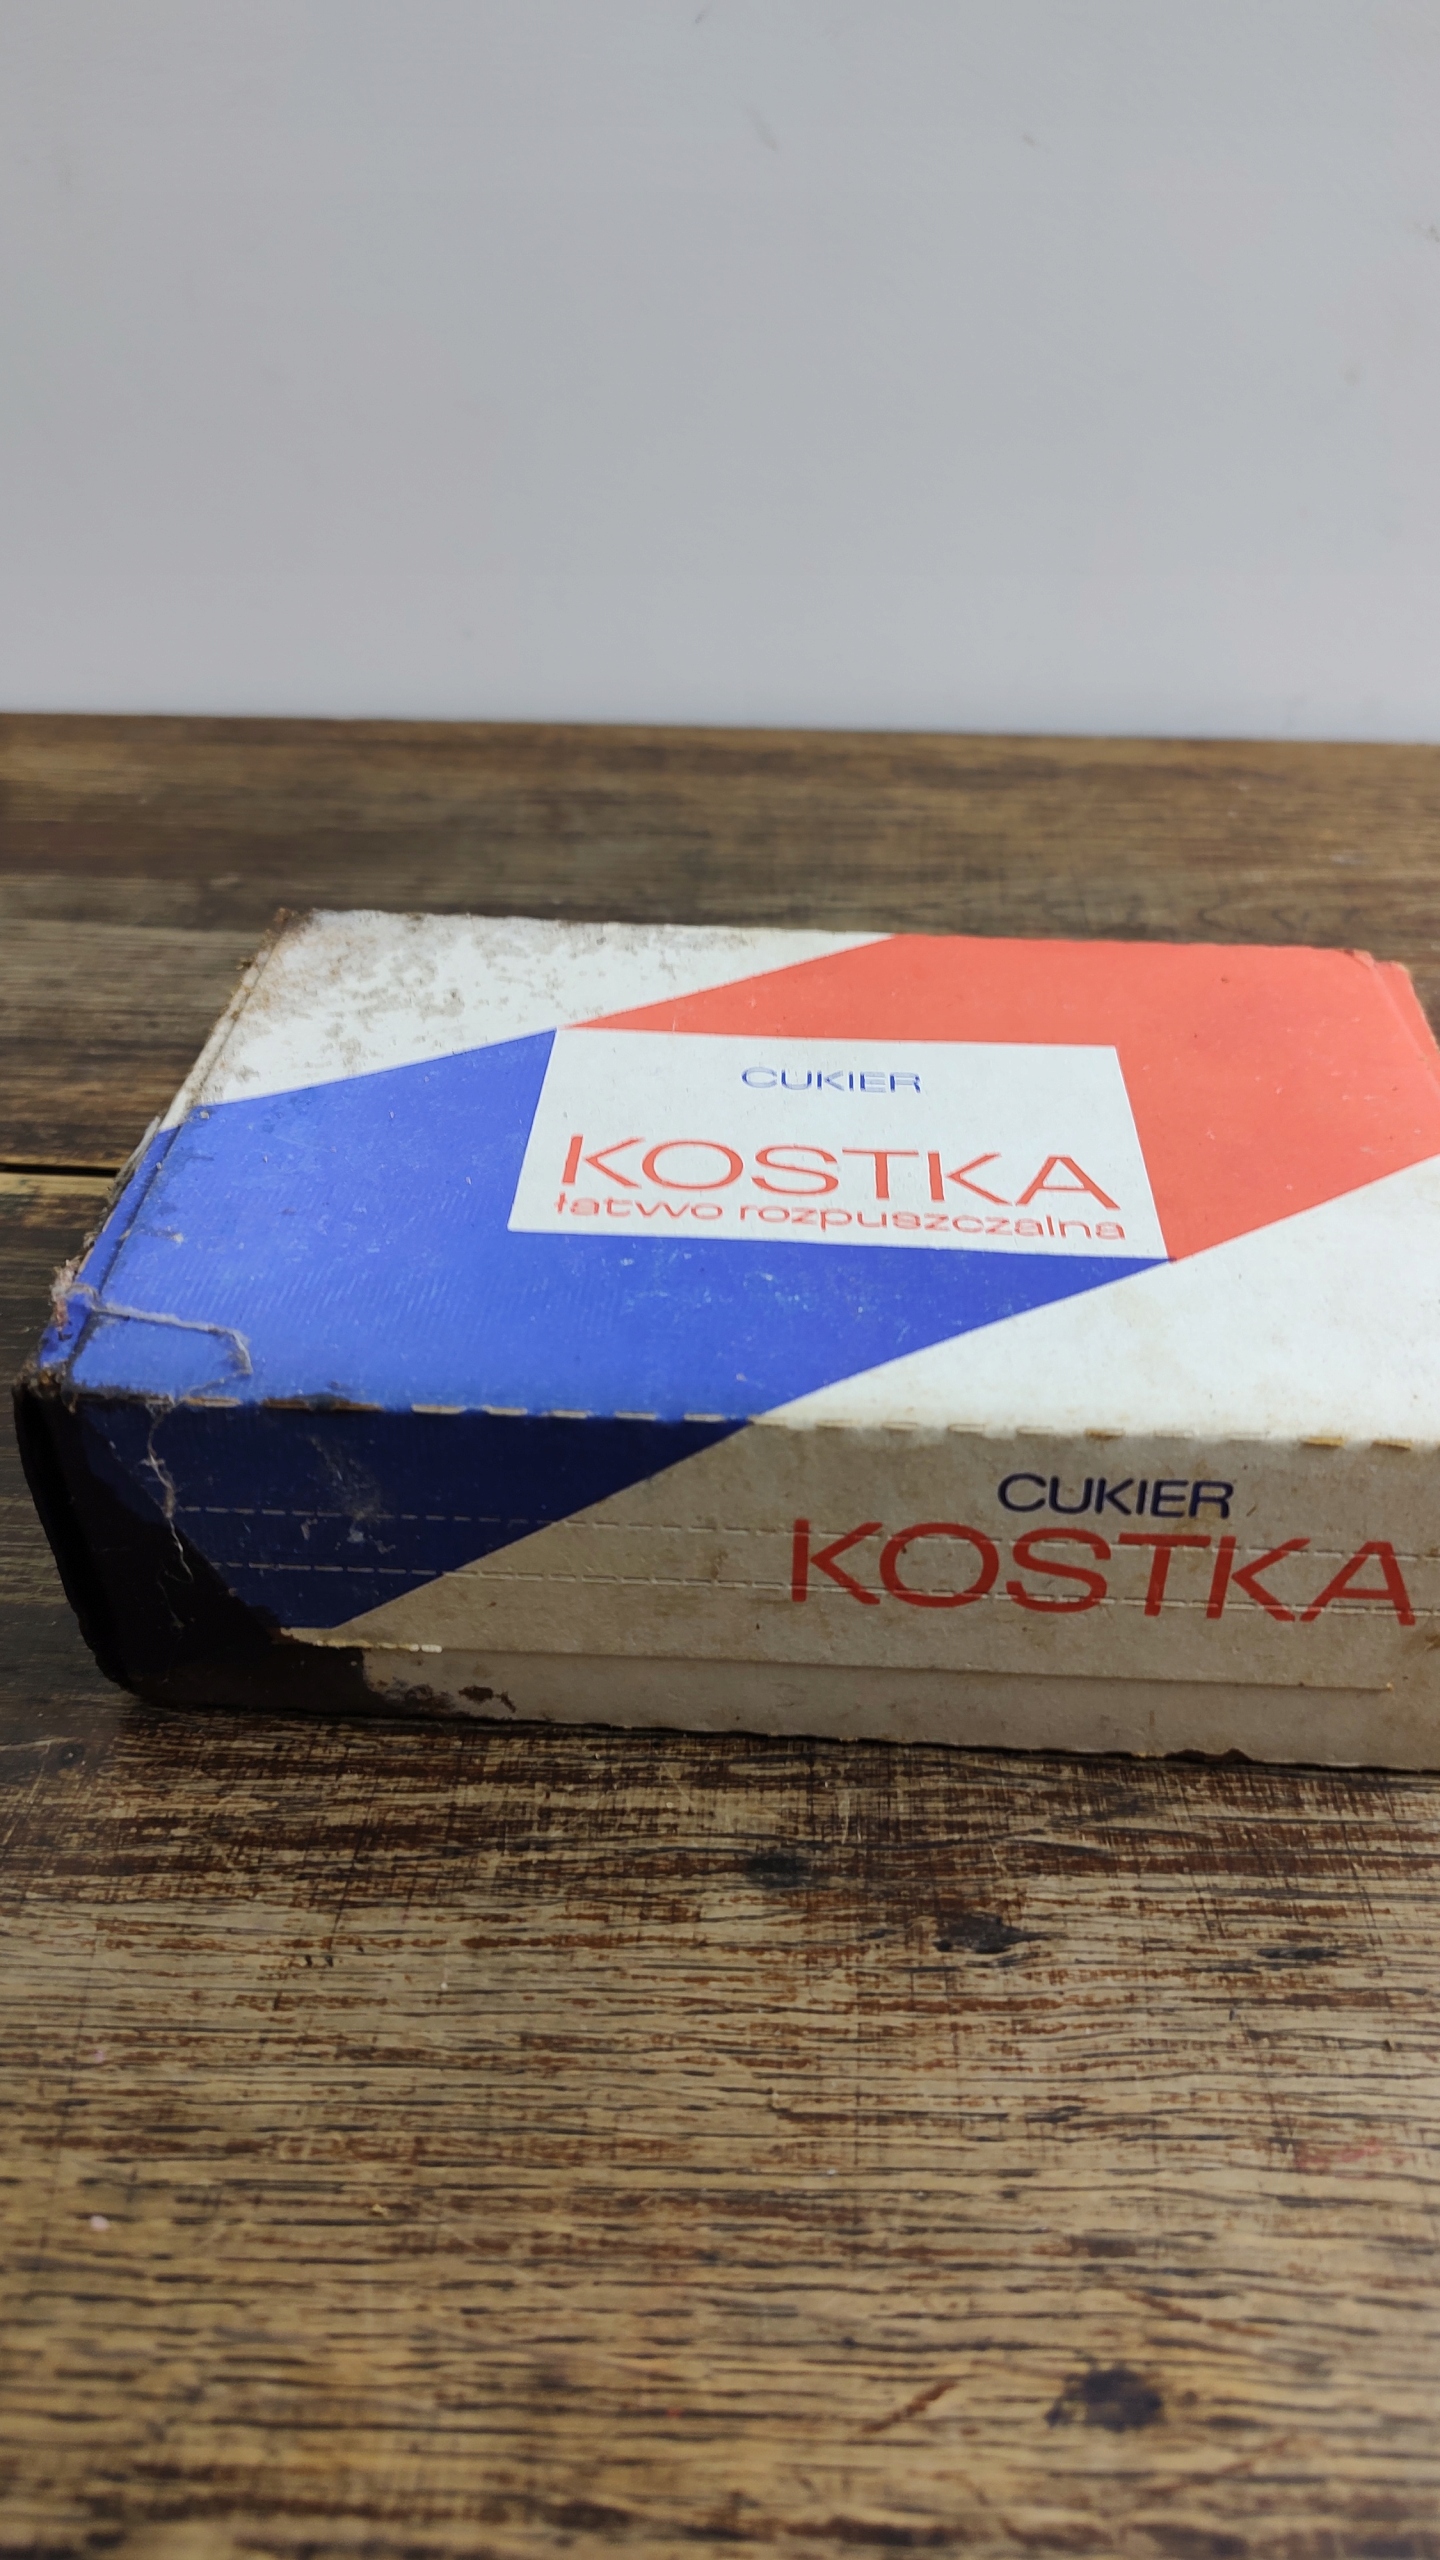 CUKIER
KOSTKA
łatwo rozpuszczalna
CUKIER
KOSTKA